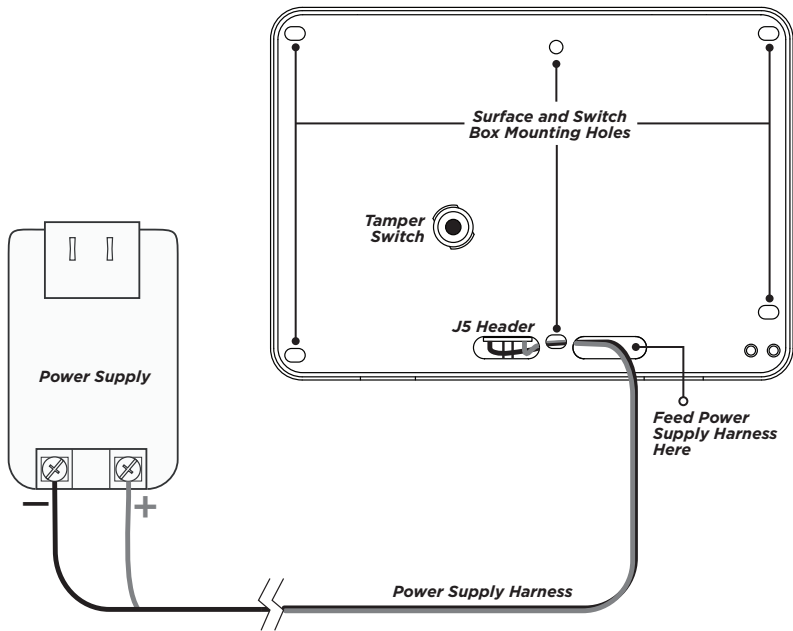 Surface and Switch
Box Mounting Holes
Tamper
Switch
J5 Header
Power Supply
Feed Power
Supply Harness
Here
− +
Power Supply Harness